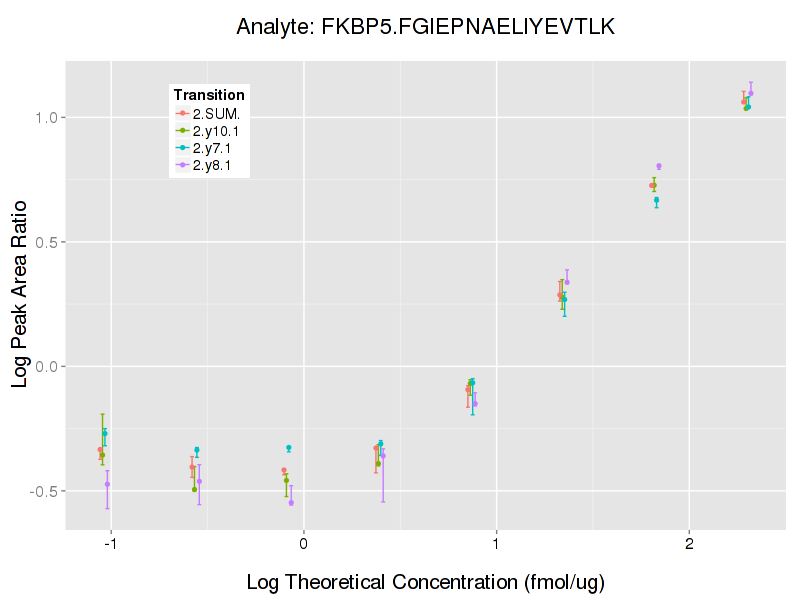 Analyte: FKBP5.FGIEPNAELIYEVTLK
Transition
2.SUM.
2.y10.1
2.y7.1
2.y8.1
Log Peak Area Ratio
1.0
0.5
0.0
-0.5
-1
0
1
2
Log Theoretical Concentration (fmol/ug)